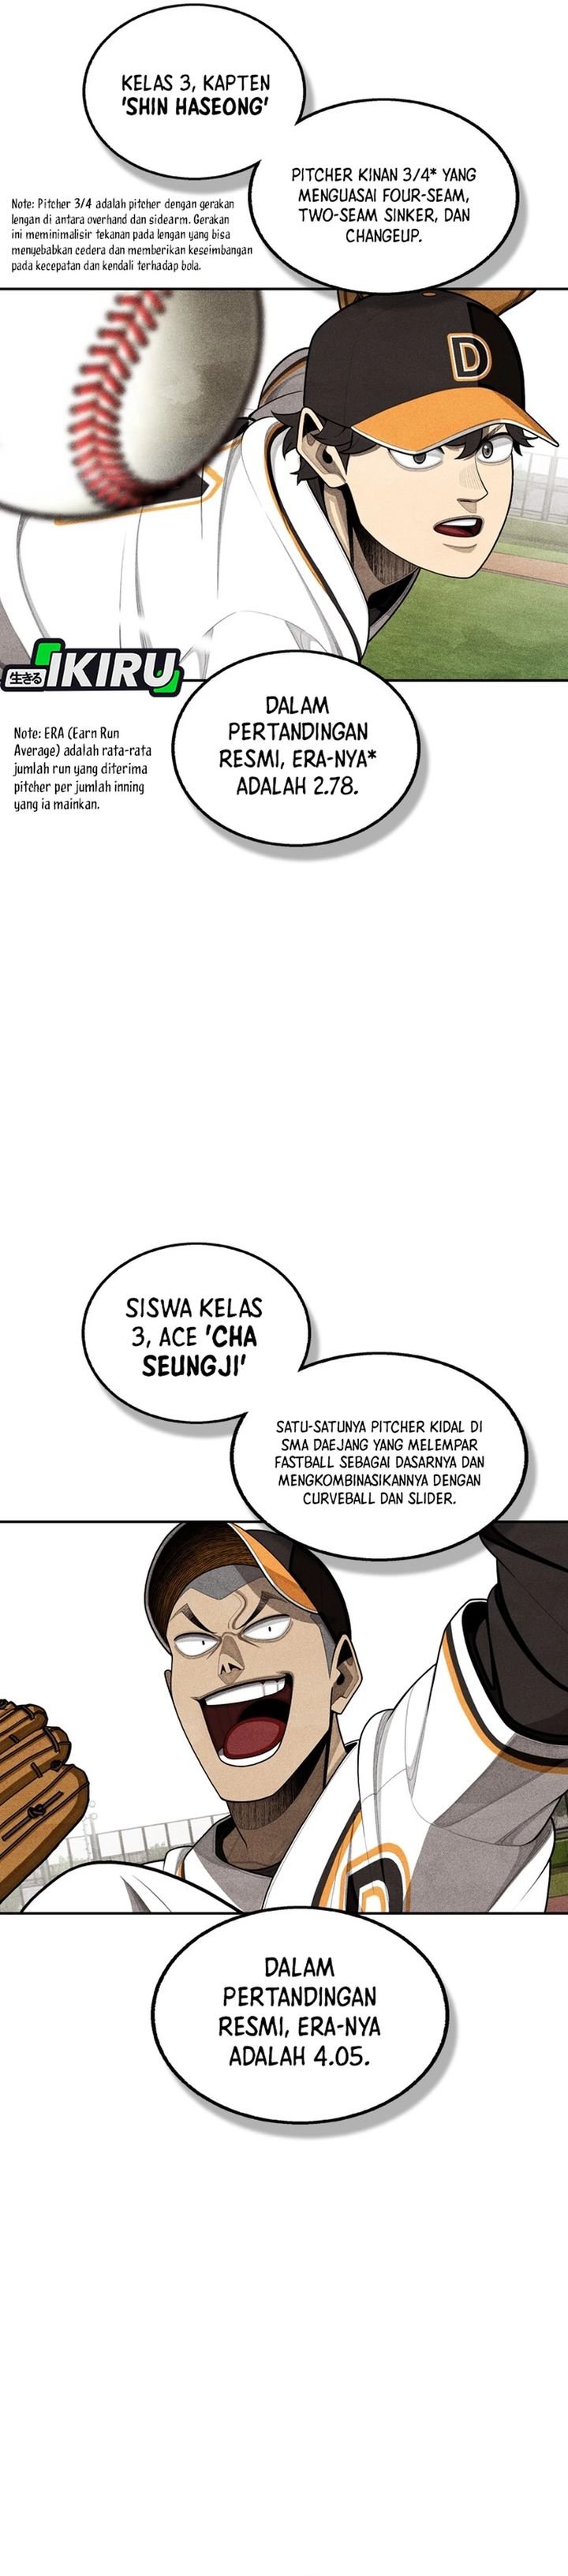 KELAS 3, KAPTEN
'SHIN HASEONG'
PITCHER KINAN 3/4* YANG
MENGUASAI FOUR-SEAM,
TWO-SEAM SINKER, DAN
CHANGEUP.
Note: Pitcher 3/4 adalah pitcher dengan gerakan
lengan di antara overhand dan sidearm. Gerakan
ini meminimalisir tekanan pada lengan yang bisa
menyebabkan cedera dan memberikan keseimbangan
pada kecepatan dan kendali terhadap bola.
D
生きる IKIRU
DALAM
PERTANDINGAN
RESMI, ERA-NYA*
ADALAH 2.78.
Note: ERA (Earn Run
Average) adalah rata-rata
jumlah run yang diterima
pitcher per jumlah inning
yang ia mainkan.
SISWA KELAS
3, ACE 'CHA
SEUNGJI'
SATU-SATUNYA PITCHER KIDAL DI
SMA DAEJANG YANG MELEMPAR
FASTBALL SEBAGAI DASARNYA DAN
MENGKOMBINASIKANNYA DENGAN
CURVEBALL DAN SLIDER.
D
DALAM
PERTANDINGAN
RESMI, ERA-NYA
ADALAH 4.05.